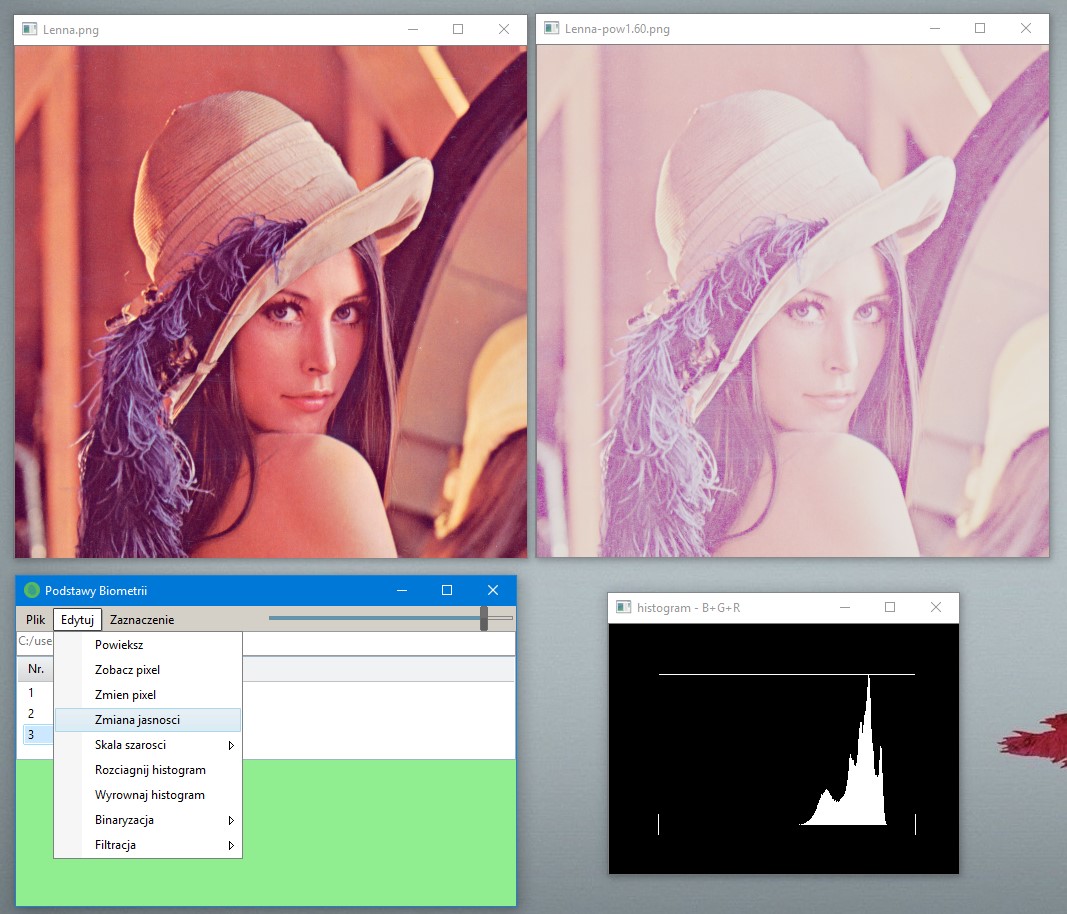 Lenna.png
Lenna-pow1.60.png
Podstawy Biometrii
Plik Edytuj Zaznaczenie
C:/use
Nr.
1
2
3
Powieksz
Zobacz pixel
Zmien pixel
Zmiana jasnosci
Skala szarosci
Rozciagnij histogram
Wyrownaj histogram
Binaryzacja
Filtracja
histogram - B+G+R